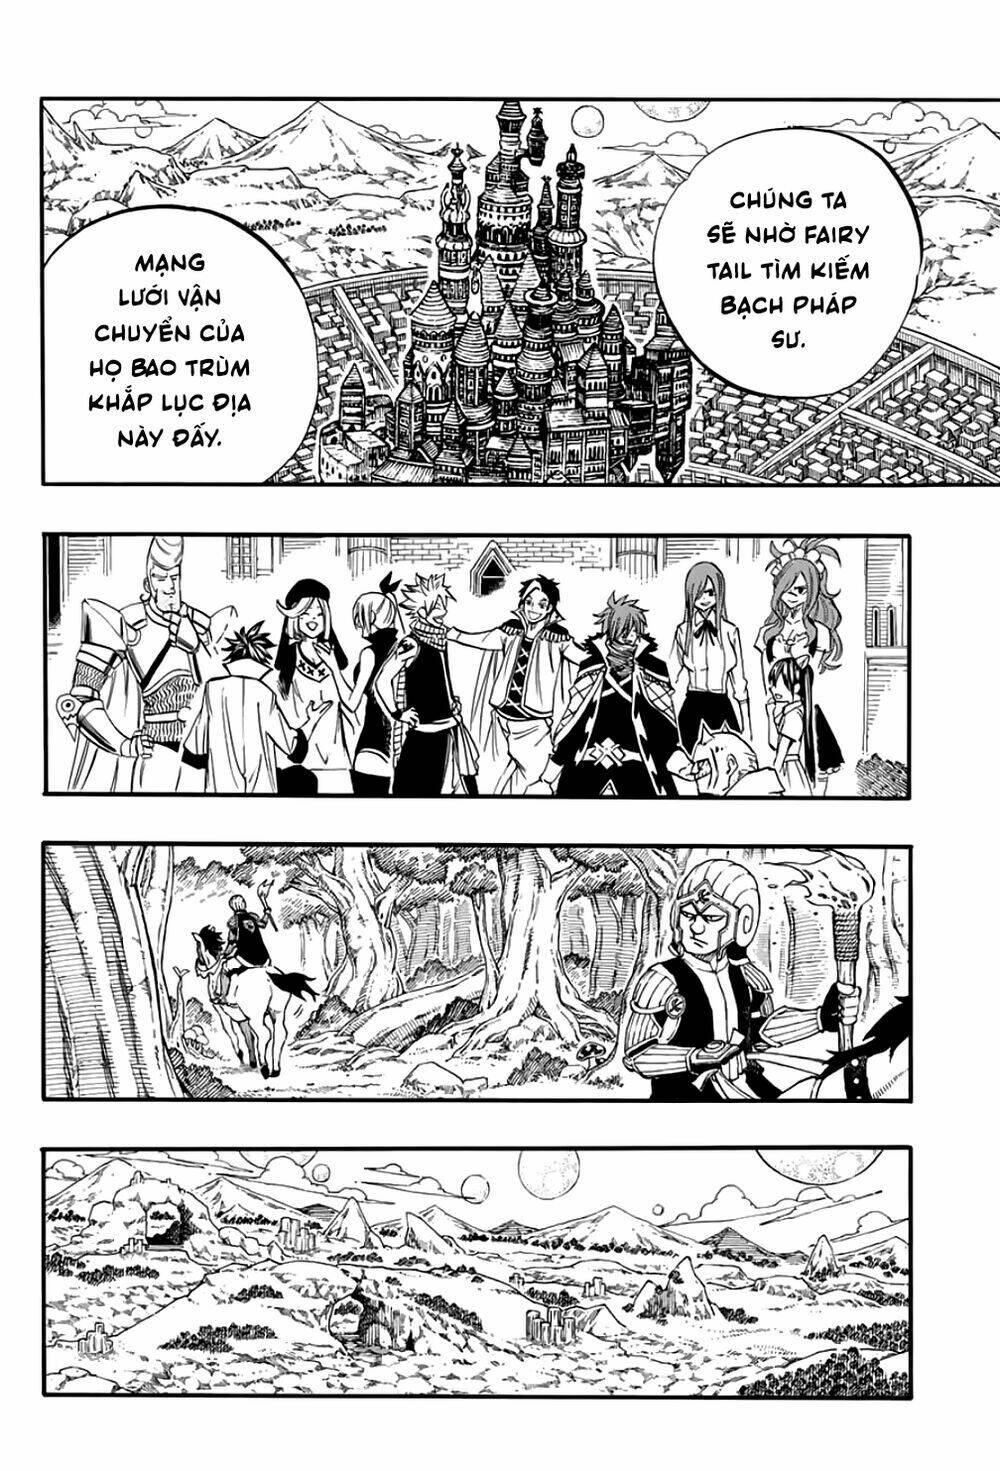 CHÚNG TA
SẼ NHỜ FAIRY
TAIL TÌM KIẾM
BẠCH PHÁP
SƯ.
MẠNG
LƯỚI VẬN
CHUYỂN CỦA
HỌ BAO TRÙM
KHẮP LỤC ĐỊA
NÀY ĐẤY.